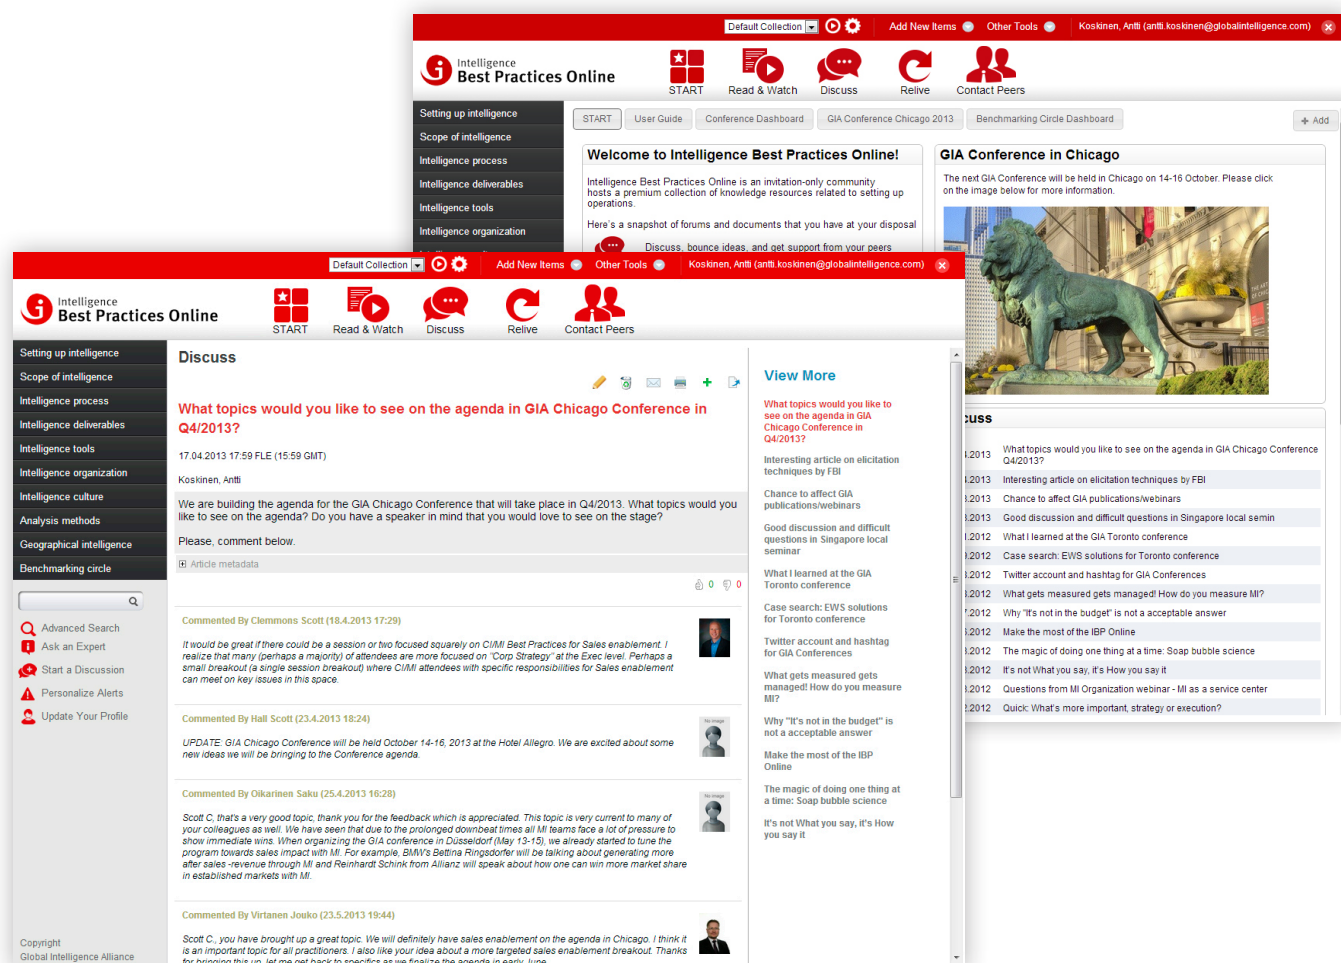 Default Collection
Add New Items
Other Tools
Koskinen, Antti (antti.koskinen@globalintelligence.com)
Intelligence
Best Practices Online
START
Read & Watch
Discuss
Relive
Contact Peers
Setting up intelligence
Scope of intelligence
Intelligence process
Intelligence deliverables
Intelligence tools
Intelligence organization
START
User Guide
Conference Dashboard
GIA Conference Chicago 2013
Benchmarking Circle Dashboard
+ Add
Welcome to Intelligence Best Practices Online!
Intelligence Best Practices Online is an invitation-only community
hosts a premium collection of knowledge resources related to setting up
operations.
Here's a snapshot of forums and documents that you have at your disposal
Discuss, bounce ideas, and get support from your peers
GIA Conference in Chicago
The next GIA Conference will be held in Chicago on 14-16 October. Please click
on the image below for more information.
cuss
.2013 What topics would you like to see on the agenda in GIA Chicago Conference
Q4/2013?
.2013 Interesting article on elicitation techniques by FBI
.2013 Chance to affect GIA publications/webinars
.2013 Good discussion and difficult questions in Singapore local semin
.2012 What I learned at the GIA Toronto conference
.2012 Case search: EWS solutions for Toronto conference
.2012 Twitter account and hashtag for GIA Conferences
.2012 What gets measured gets managed! How do you measure MI?
.2012 Why "It's not in the budget" is not a acceptable answer
.2012 Make the most of the IBP Online
.2012 The magic of doing one thing at a time: Soap bubble science
.2012 It's not What you say, it's How you say it
.2012 Questions from MI Organization webinar - MI as a service center
.2012 Quick: What's more important, strategy or execution?
Default Collection
Add New Items
Other Tools
Koskinen, Antti (antti.koskinen@globalintelligence.com)
Intelligence
Best Practices Online
START
Read & Watch
Discuss
Relive
Contact Peers
Setting up intelligence
Scope of intelligence
Intelligence process
Intelligence deliverables
Intelligence tools
Intelligence organization
Intelligence culture
Analysis methods
Geographical intelligence
Benchmarking circle
Advanced Search
Ask an Expert
Start a Discussion
Personalize Alerts
Update Your Profile
Copyright
Global Intelligence Alliance
Discuss
What topics would you like to see on the agenda in GIA Chicago Conference in
Q4/2013?
17.04.2013 17:59 FLE (15:59 GMT)
Koskinen, Antti
We are building the agenda for the GIA Chicago Conference that will take place in Q4/2013. What topics would you
like to see on the agenda? Do you have a speaker in mind that you would love to see on the stage?
Please, comment below.
Article metadata
0 0
Commented By Clemmons Scott (18.4.2013 17:29)
It would be great if there could be a session or two focused squarely on CI/MI Best Practices for Sales enablement. I
realize that many (perhaps a majority) of attendees are more focused on "Corp Strategy" at the Exec level. Perhaps a
small breakout (a single session breakout) where CI/MI attendees with specific responsibilities for Sales enablement
can meet on key issues in this space.
Commented By Hall Scott (23.4.2013 18:24)
No image
UPDATE: GIA Chicago Conference will be held October 14-16, 2013 at the Hotel Allegro. We are excited about some
new ideas we will be bringing to the Conference agenda.
Commented By Oikarinen Saku (25.4.2013 16:28)
No image
Scott C, that's a very good topic, thank you for the feedback which is appreciated. This topic is very current to many of
your colleagues as well. We have seen that due to the prolonged downbeat times all MI teams face a lot of pressure to
show immediate wins. When organizing the GIA conference in Düsseldorf (May 13-15), we already started to tune the
program towards sales impact with MI. For example, BMW's Bettina Ringsdorfer will be talking about generating more
after sales -revenue through MI and Reinhardt Schink from Allianz will speak about how one can win more market share
in established markets with MI.
Commented By Virtanen Jouko (23.5.2013 19:44)
Scott C., you have brought up a great topic. We will definitely have sales enablement on the agenda in Chicago. I think it
is an important topic for all practitioners. I also like your idea about a more targeted sales enablement breakout. Thanks
for bringing this up, let me get back to specifics as we finalize the agenda in early June.
View More
What topics would you like to
see on the agenda in GIA
Chicago Conference in
Q4/2013?
Interesting article on elicitation
techniques by FBI
Chance to affect GIA
publications/webinars
Good discussion and difficult
questions in Singapore local
seminar
What I learned at the GIA
Toronto conference
Case search: EWS solutions
for Toronto conference
Twitter account and hashtag
for GIA Conferences
What gets measured gets
managed! How do you measure
MI?
Why "It's not in the budget" is
not a acceptable answer
Make the most of the IBP
Online
The magic of doing one thing at
a time: Soap bubble science
It's not What you say, it's How
you say it